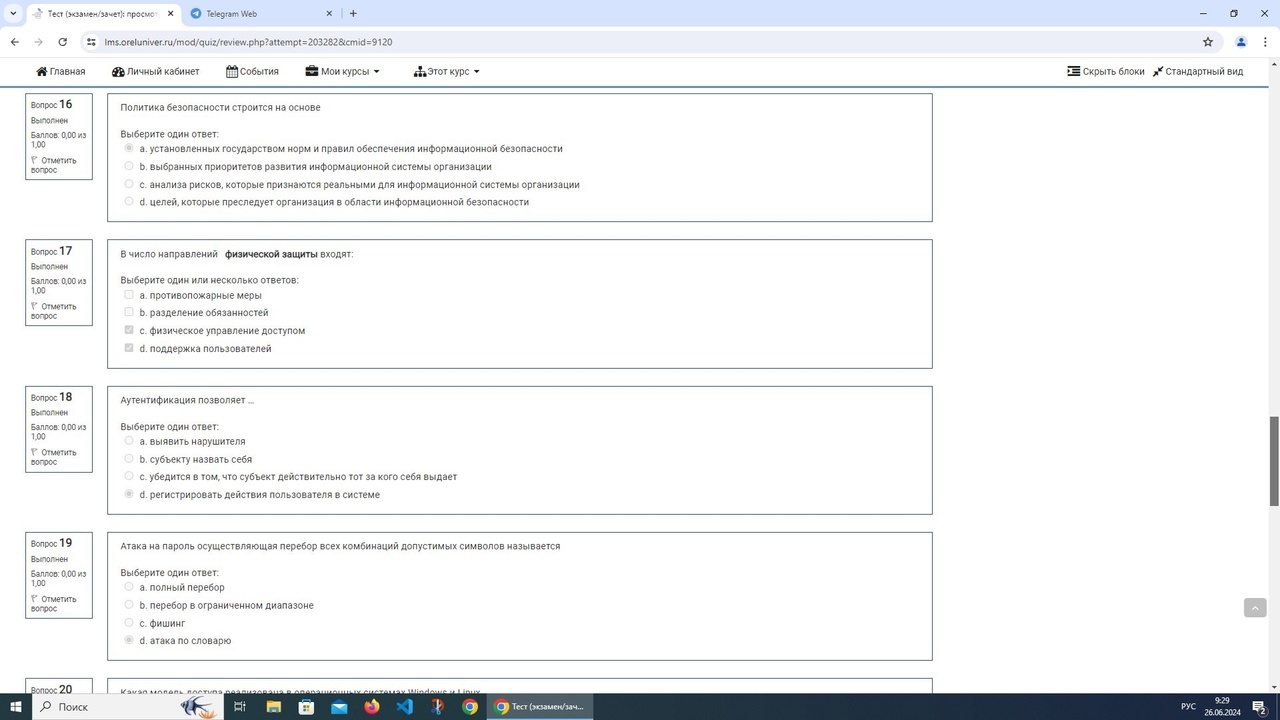 Тест (экзамен/зачет): просмот
Telegram Web
lms.oreluniver.ru/mod/quiz/review.php?attempt=203282&cmid=9120
Главная Личный кабинет События Мои курсы Этот курс Скрыть блоки Стандартный вид
Вопрос 16
Выполнен
Баллов: 0,00 из
1,00
Отметить
вопрос
Политика безопасности строится на основе
Выберите один ответ:
a. установленных государством норм и правил обеспечения информационной безопасности
b. выбранных приоритетов развития информационной системы организации
c. анализа рисков, которые признаются реальными для информационной системы организации
d. целей, которые преследует организация в области информационной безопасности
Вопрос 17
Выполнен
Баллов: 0,00 из
1,00
Отметить
вопрос
В число направлений физической защиты входят:
Выберите один или несколько ответов:
a. противопожарные меры
b. разделение обязанностей
c. физическое управление доступом
d. поддержка пользователей
Вопрос 18
Выполнен
Баллов: 0,00 из
1,00
Отметить
вопрос
Аутентификация позволяет ...
Выберите один ответ:
a. выявить нарушителя
b. субъекту назвать себя
c. убедится в том, что субъект действительно тот за кого себя выдает
d. регистрировать действия пользователя в системе
Вопрос 19
Выполнен
Баллов: 0,00 из
1,00
Отметить
вопрос
Атака на пароль осуществляющая перебор всех комбинаций допустимых символов называется
Выберите один ответ:
a. полный перебор
b. перебор в ограниченном диапазоне
c. фишинг
d. атака по словарю
Вопрос 20
Какая модель доступа реализована в операционных системах Windows и Linux
Поиск
Тест (экзамен/зач...
РУС
9:29
26.06.2024
2